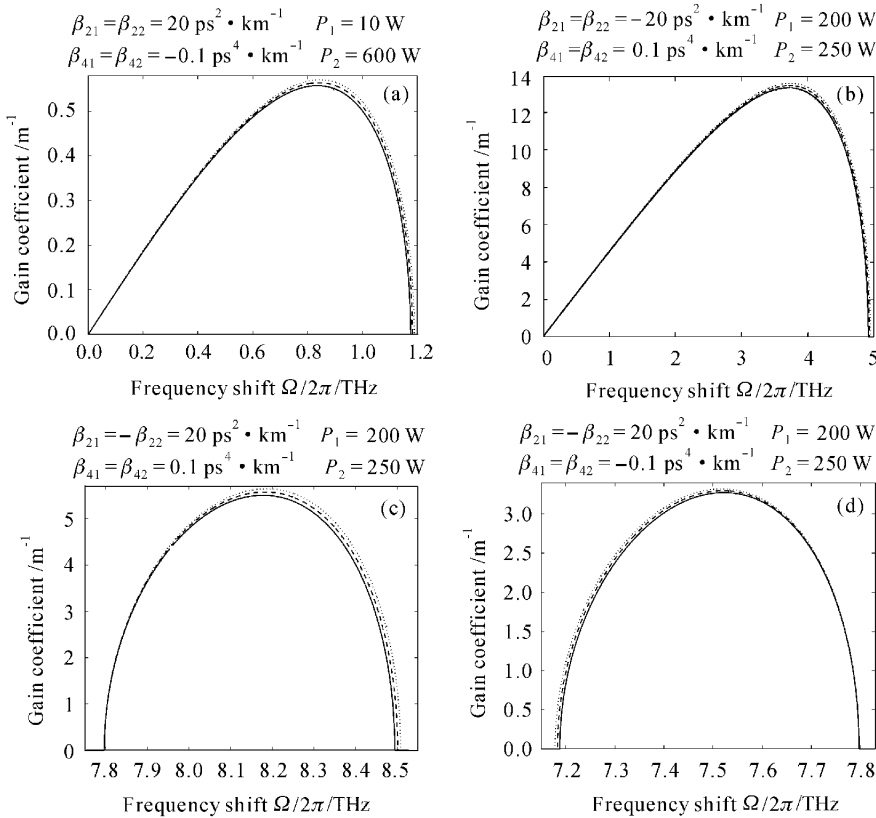 β₂₁=β₂₂= 20 ps²·km⁻¹ P₁= 10 W
β₄₁=β₄₂= −0.1 ps⁴·km⁻¹ P₂= 600 W
(a)
0.5
0.4
0.3
0.2
0.1
0.0
Gain coefficient /m⁻¹
0.0 0.2 0.4 0.6 0.8 1.0 1.2
Frequency shift Ω/2π/THz
β₂₁=β₂₂= −20 ps²·km⁻¹ P₁= 200 W
β₄₁=β₄₂= 0.1 ps⁴·km⁻¹ P₂= 250 W
(b)
14
12
10
8
6
4
2
0
Gain coefficient /m⁻¹
0 1 2 3 4 5
Frequency shift Ω/2π/THz
β₂₁=−β₂₂= 20 ps²·km⁻¹ P₁= 200 W
β₄₁=β₄₂= 0.1 ps⁴·km⁻¹ P₂= 250 W
(c)
5
4
3
2
1
0
Gain coefficient /m⁻¹
7.8 7.9 8.0 8.1 8.2 8.3 8.4 8.5
Frequency shift Ω/2π/THz
β₂₁=−β₂₂= 20 ps²·km⁻¹ P₁= 200 W
β₄₁=β₄₂= −0.1 ps⁴·km⁻¹ P₂= 250 W
(d)
3.0
2.5
2.0
1.5
1.0
0.5
0.0
Gain coefficient /m⁻¹
7.2 7.3 7.4 7.5 7.6 7.7 7.8
Frequency shift Ω/2π/THz